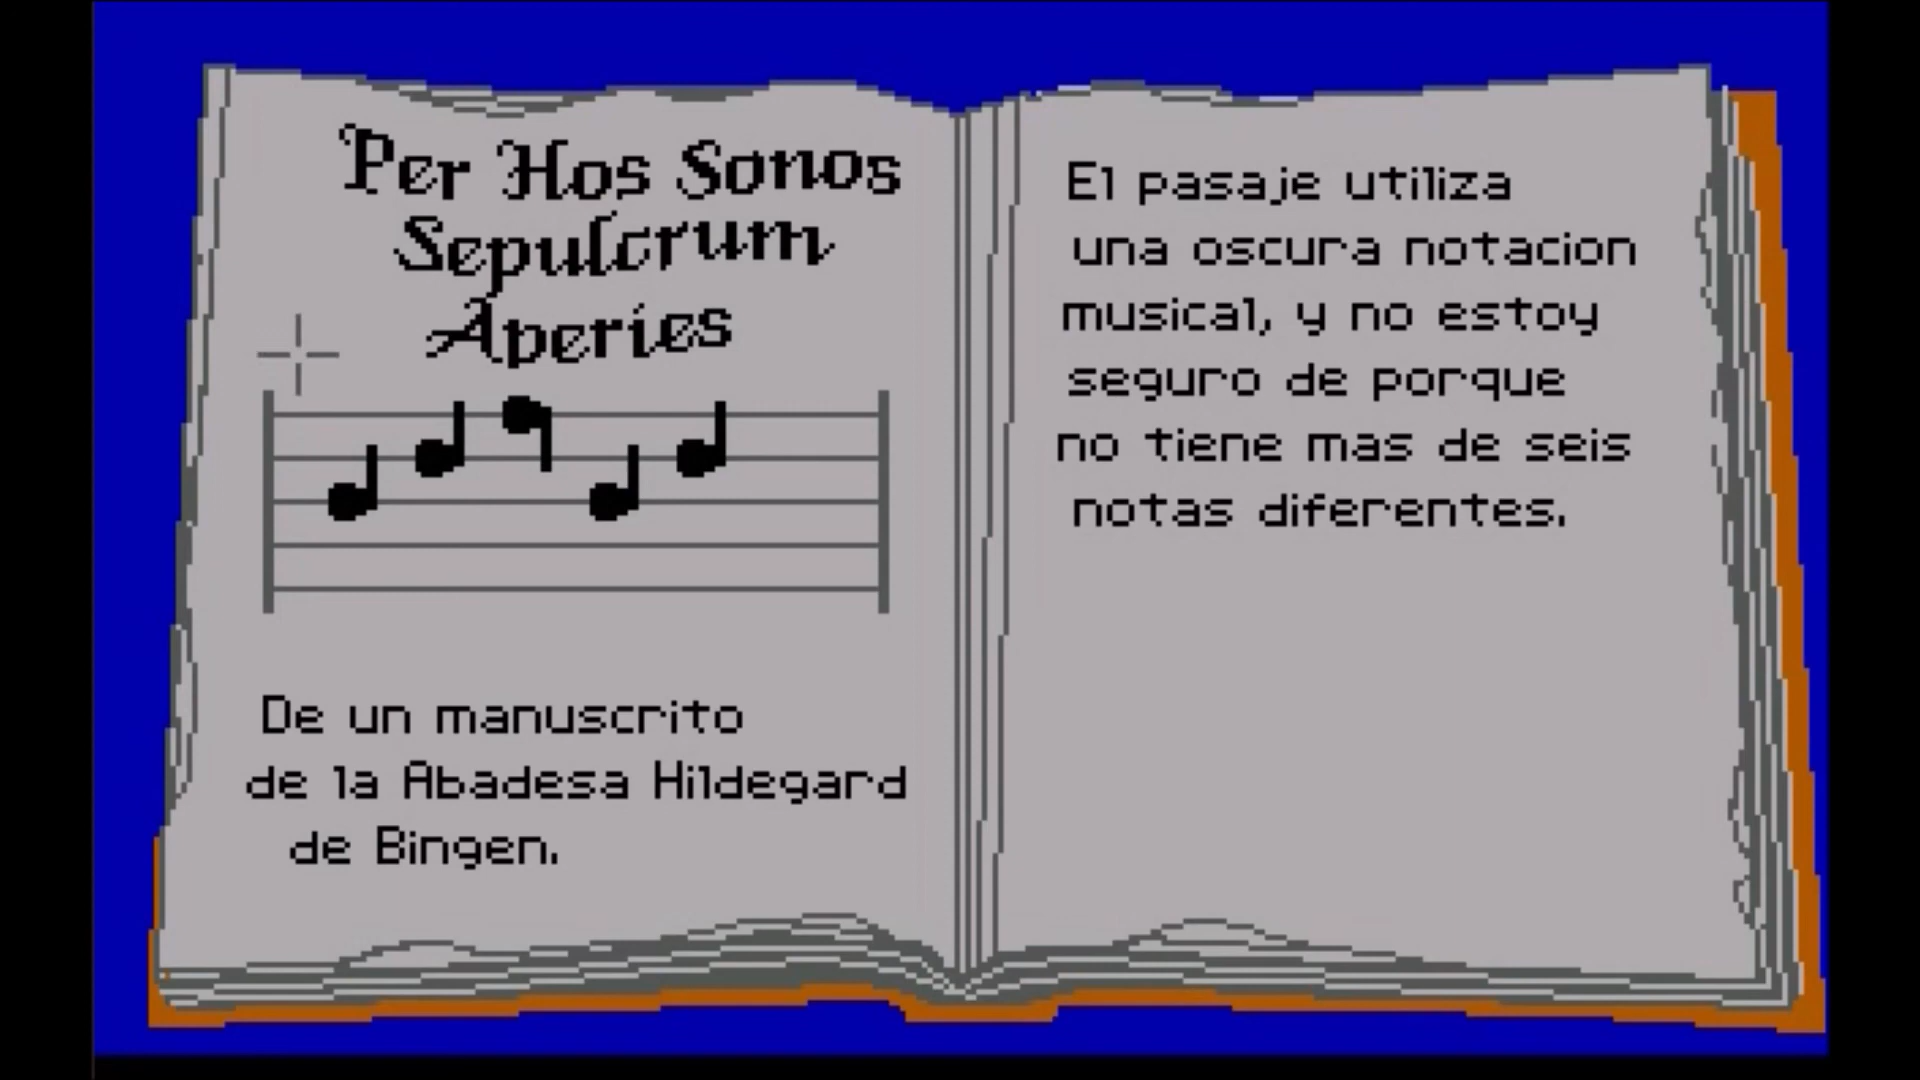 Per Hos Sonos
Sepulcrum
Aperies
De un manuscrito
de la Abadesa Hildegard
de Bingen.
El pasaje utiliza
una oscura notacion
musical, y no estoy
seguro de porque
no tiene mas de seis
notas diferentes.